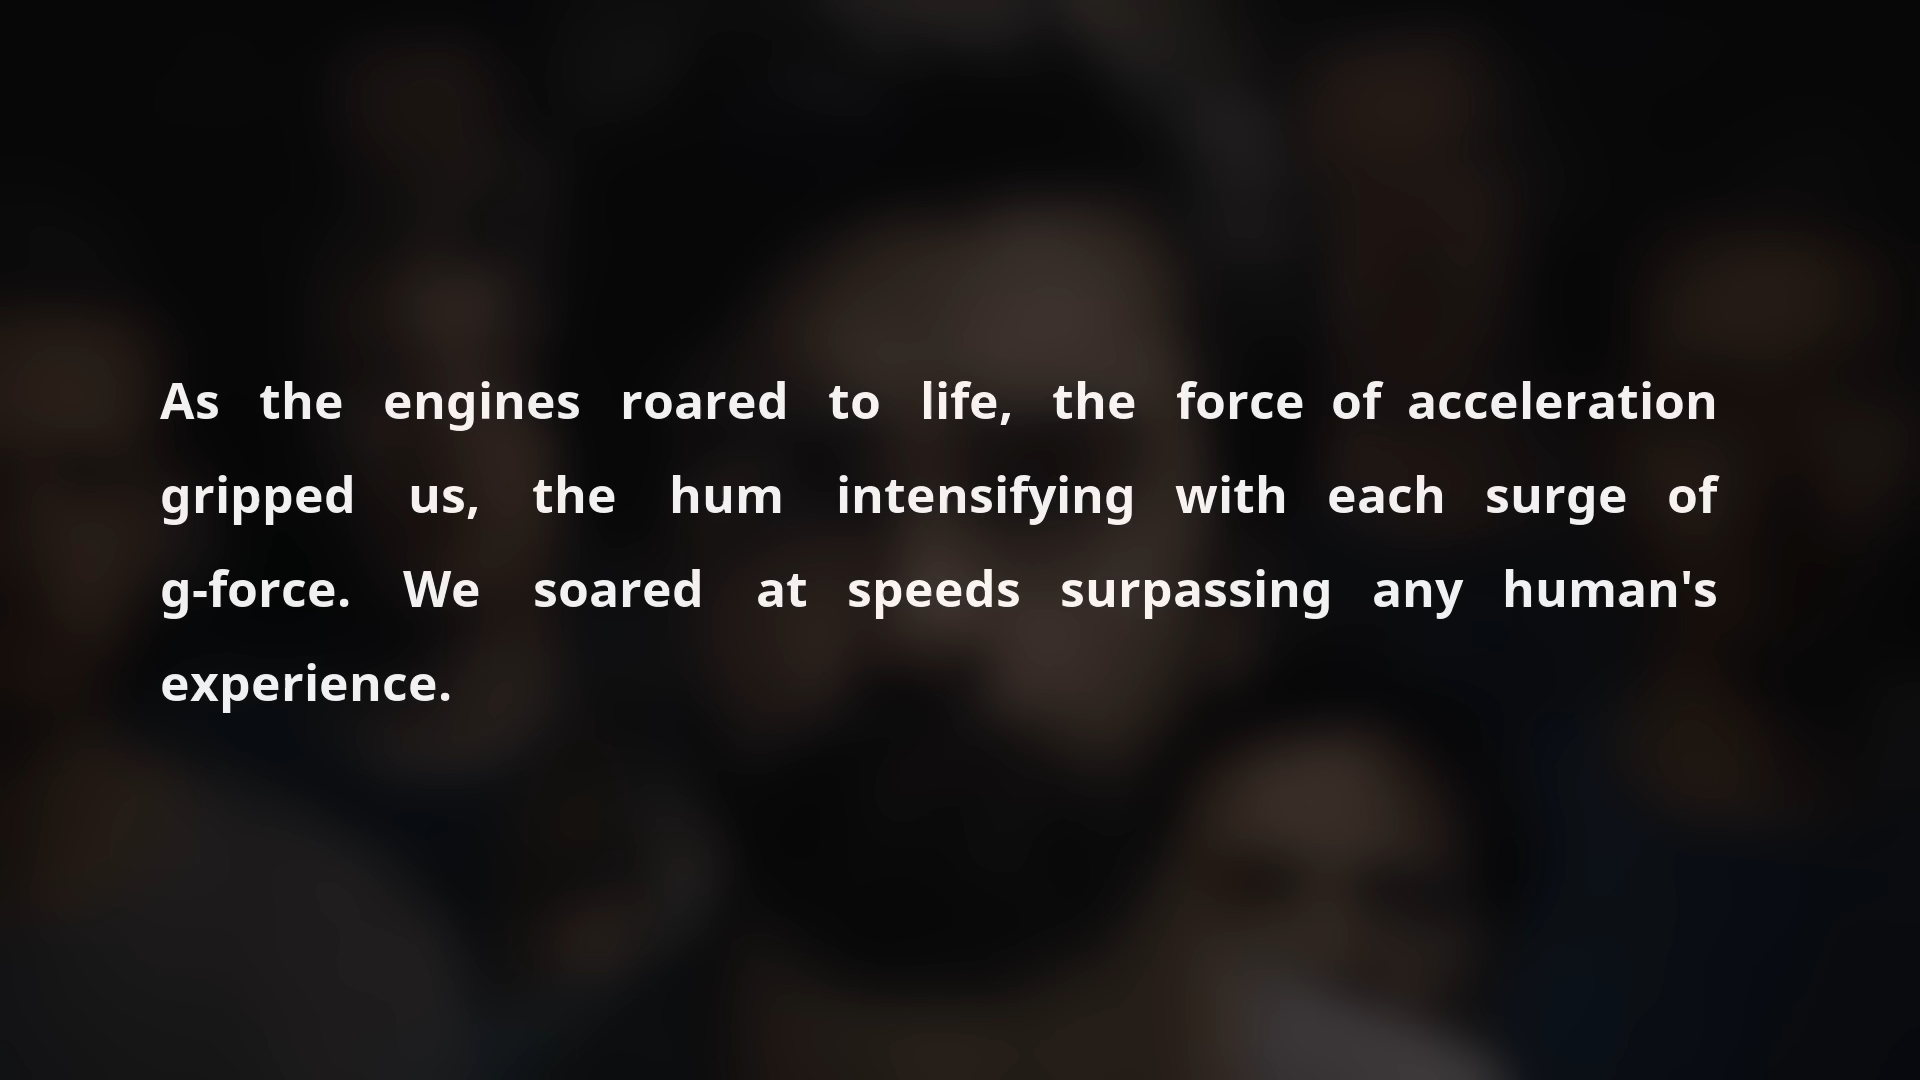 As the engines roared to life, the force of acceleration
gripped us, the hum intensifying with each surge of
g-force. We soared at speeds surpassing any human's
experience.